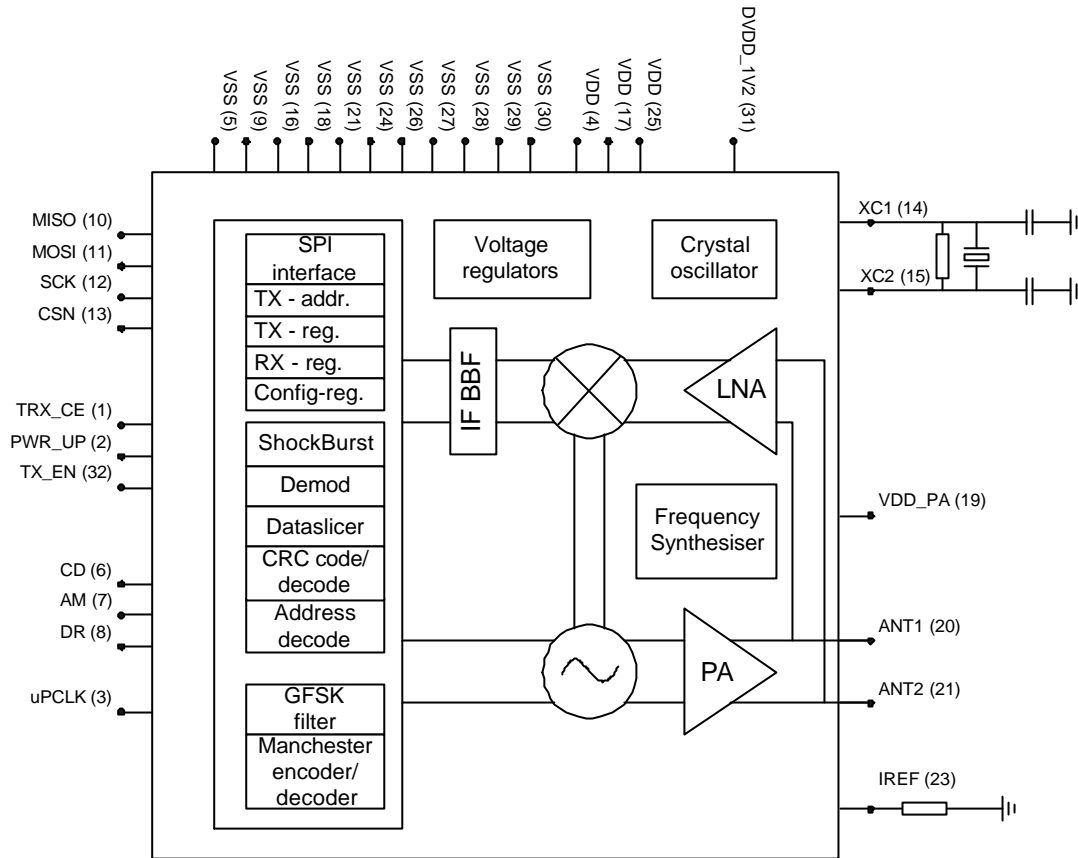 VSS (5)
VSS (9)
VSS (16)
VSS (18)
VSS (21)
VSS (24)
VSS (26)
VSS (27)
VSS (28)
VSS (29)
VSS (30)
VDD (4)
VDD (17)
VDD (25)
DVDD_1V2 (31)
MISO (10)
MOSI (11)
SCK (12)
CSN (13)
TRX_CE (1)
PWR_UP (2)
TX_EN (32)
CD (6)
AM (7)
DR (8)
uPCLK (3)
SPI
interface
TX - addr.
TX - reg.
RX - reg.
Config-reg.
ShockBurst
Demod
Dataslicer
CRC code/
decode
Address
decode
GFSK
filter
Manchester
encoder/
decoder
Voltage
regulators
Crystal
oscillator
IF BBF
LNA
Frequency
Synthesiser
PA
XC1 (14)
XC2 (15)
VDD_PA (19)
ANT1 (20)
ANT2 (21)
IREF (23)